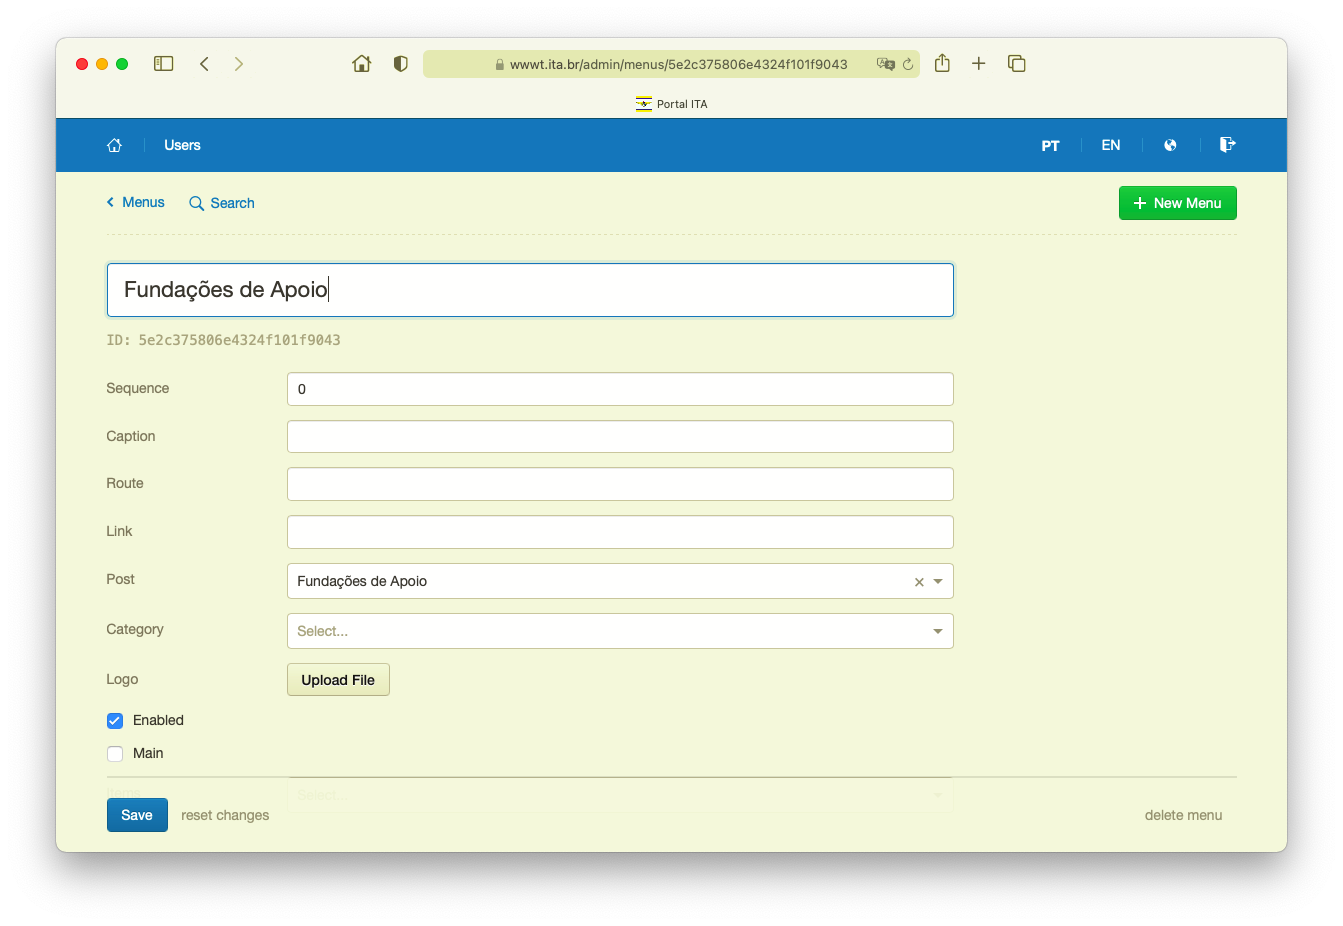 wwwt.ita.br/admin/menus/5e2c375806e4324f101f9043
Portal ITA
Users
PT
EN
Menus
Search
New Menu
Fundações de Apoio
ID: 5e2c375806e4324f101f9043
Sequence
0
Caption
Route
Link
Post
Fundações de Apoio
Category
Select...
Logo
Upload File
Enabled
Main
Items
Select...
Save
reset changes
delete menu